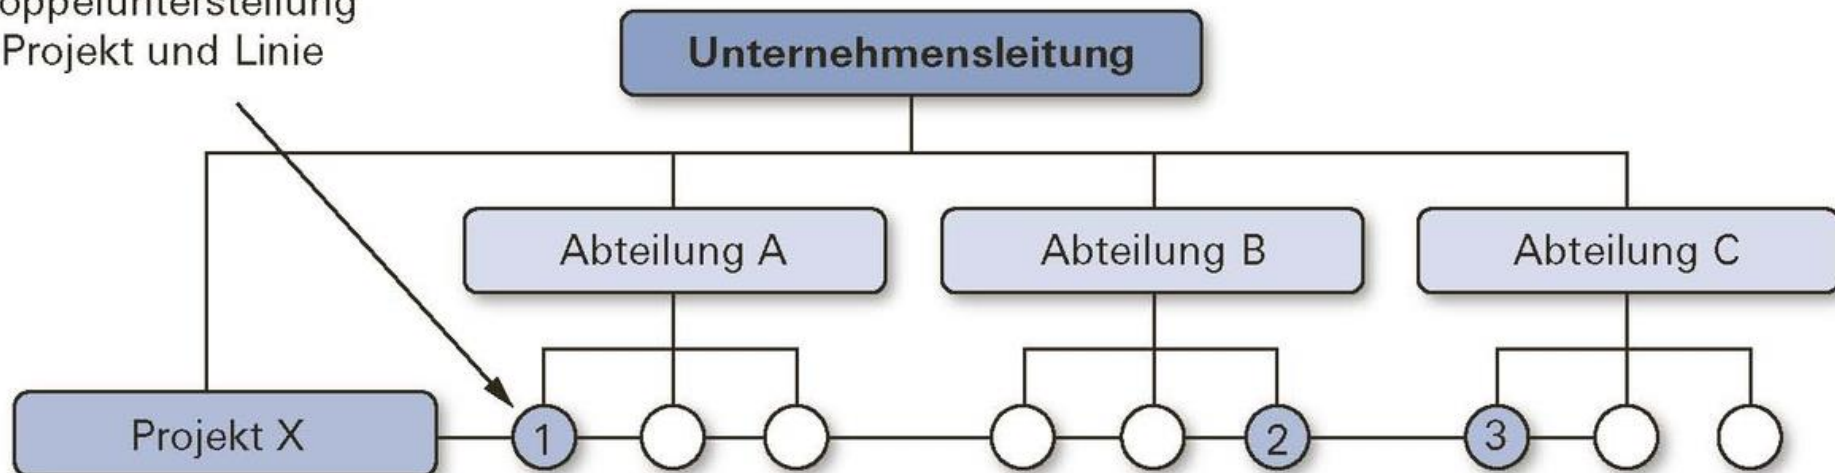 Projekt und Linie
Unternehmensleitung
Abteilung A
Abteilung B
Abteilung C
Projekt X
1
2
3